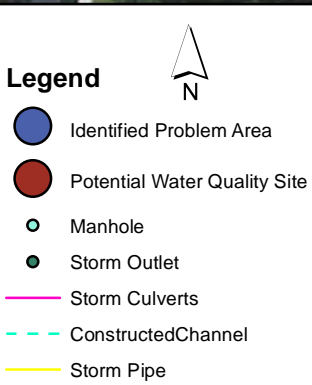 Legend
N
Identified Problem Area
Potential Water Quality Site
Manhole
Storm Outlet
Storm Culverts
ConstructedChannel
Storm Pipe